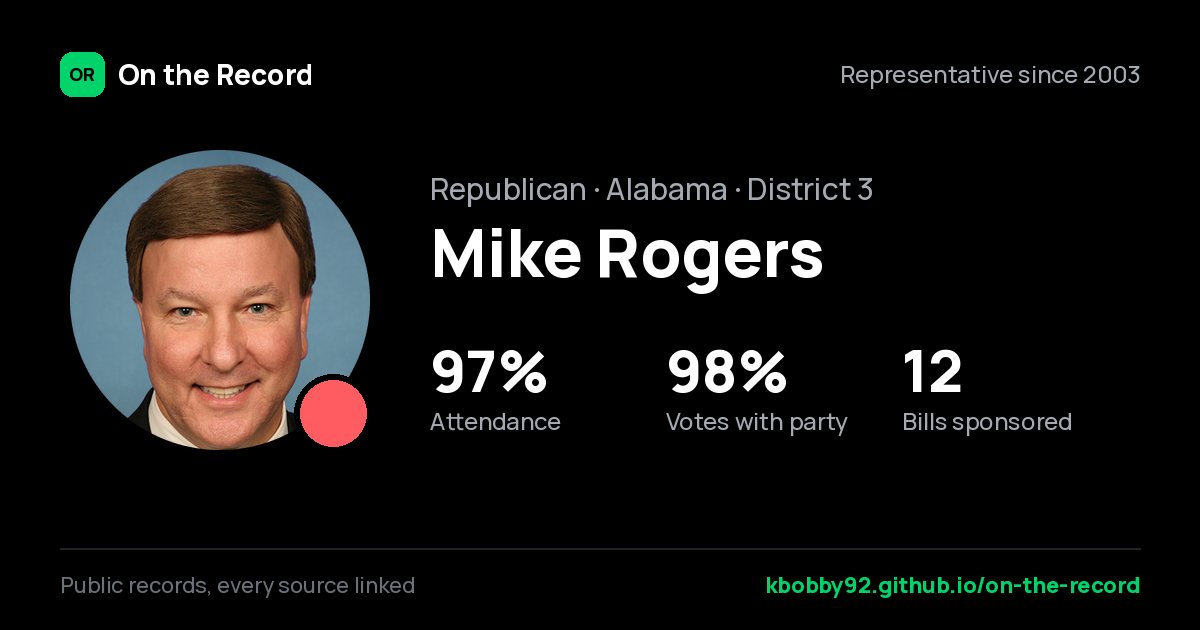 OR On the Record
Representative since 2003
Republican · Alabama · District 3
Mike Rogers
97% 98% 12
Attendance Votes with party Bills sponsored
Public records, every source linked
kbobby92.github.io/on-the-record